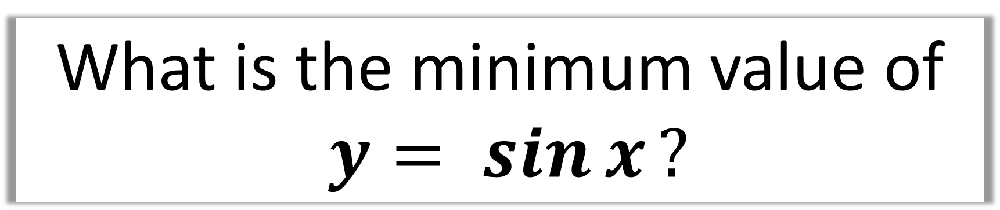 What is the minimum value of
y = sin x ?